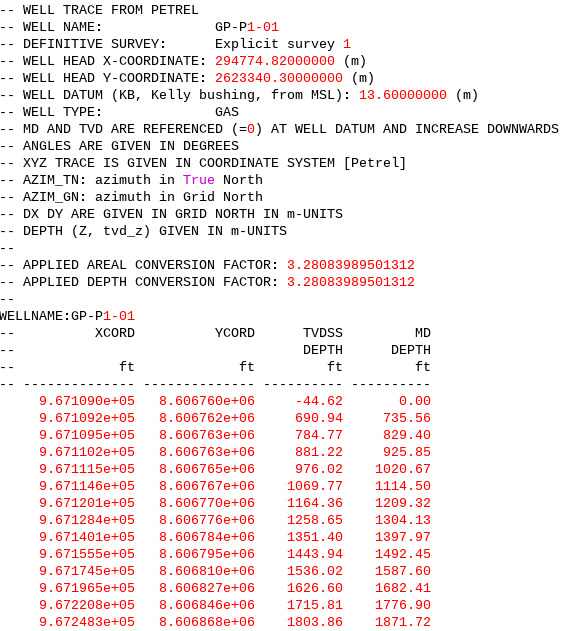 -- WELL TRACE FROM PETREL
-- WELL NAME:              GP-P1-01
-- DEFINITIVE SURVEY:      Explicit survey 1
-- WELL HEAD X-COORDINATE: 294774.82000000 (m)
-- WELL HEAD Y-COORDINATE: 2623340.30000000 (m)
-- WELL DATUM (KB, Kelly bushing, from MSL): 13.60000000 (m)
-- WELL TYPE:              GAS
-- MD AND TVD ARE REFERENCED (=0) AT WELL DATUM AND INCREASE DOWNWARDS
-- ANGLES ARE GIVEN IN DEGREES
-- XYZ TRACE IS GIVEN IN COORDINATE SYSTEM [Petrel]
-- AZIM_TN: azimuth in True North
-- AZIM_GN: azimuth in Grid North
-- DX DY ARE GIVEN IN GRID NORTH IN m-UNITS
-- DEPTH (Z, tvd_z) GIVEN IN m-UNITS
--
-- APPLIED AREAL CONVERSION FACTOR: 3.28083989501312
-- APPLIED DEPTH CONVERSION FACTOR: 3.28083989501312
--
WELLNAME:GP-P1-01
--          XCORD          YCORD      TVDSS         MD
--                                    DEPTH      DEPTH
--             ft             ft         ft         ft
-- -------------- -------------- ---------- ----------
     9.671090e+05   8.606760e+06     -44.62       0.00
     9.671092e+05   8.606762e+06     690.94     735.56
     9.671095e+05   8.606763e+06     784.77     829.40
     9.671102e+05   8.606763e+06     881.22     925.85
     9.671115e+05   8.606765e+06     976.02    1020.67
     9.671146e+05   8.606767e+06    1069.77    1114.50
     9.671201e+05   8.606770e+06    1164.36    1209.32
     9.671284e+05   8.606776e+06    1258.65    1304.13
     9.671401e+05   8.606784e+06    1351.40    1397.97
     9.671555e+05   8.606795e+06    1443.94    1492.45
     9.671745e+05   8.606810e+06    1536.02    1587.60
     9.671965e+05   8.606827e+06    1626.60    1682.41
     9.672208e+05   8.606846e+06    1715.81    1776.90
     9.672483e+05   8.606868e+06    1803.86    1871.72